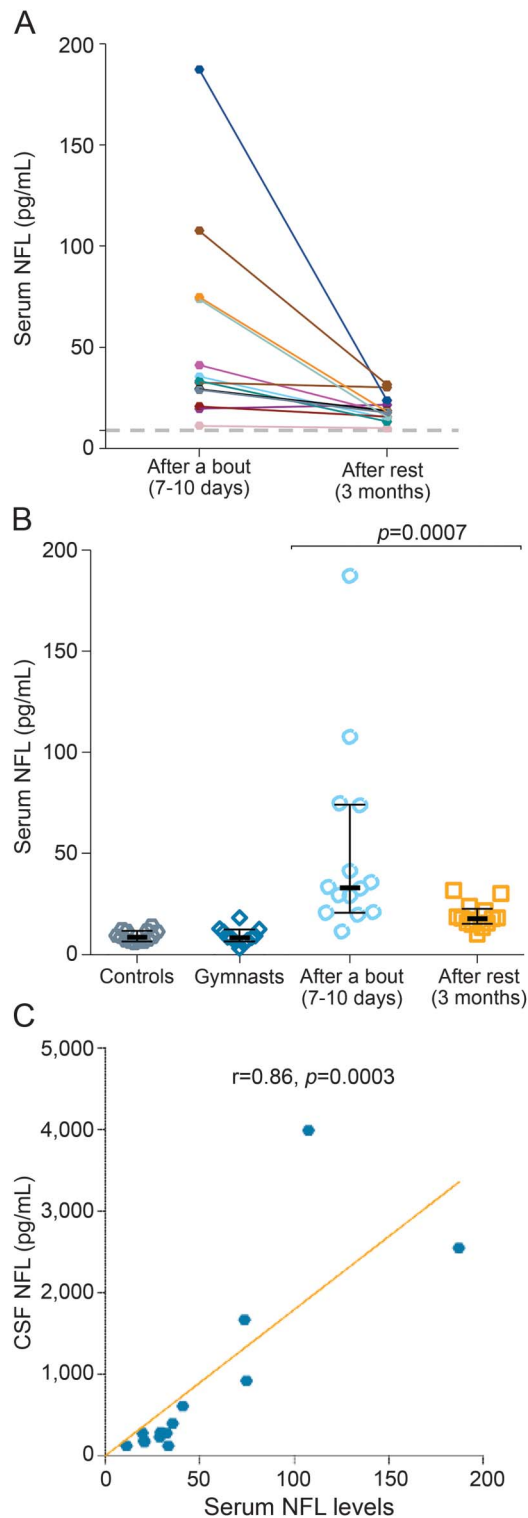 A
200
150
100
50
0
Serum NFL (pg/mL)
After a bout
(7-10 days)
After rest
(3 months)
B
p=0.0007
200
150
100
50
0
Serum NFL (pg/mL)
Controls
Gymnasts
After a bout
(7-10 days)
After rest
(3 months)
C
r=0.86, p=0.0003
5,000
4,000
3,000
2,000
1,000
0
CSF NFL (pg/mL)
0
50
100
150
200
Serum NFL levels